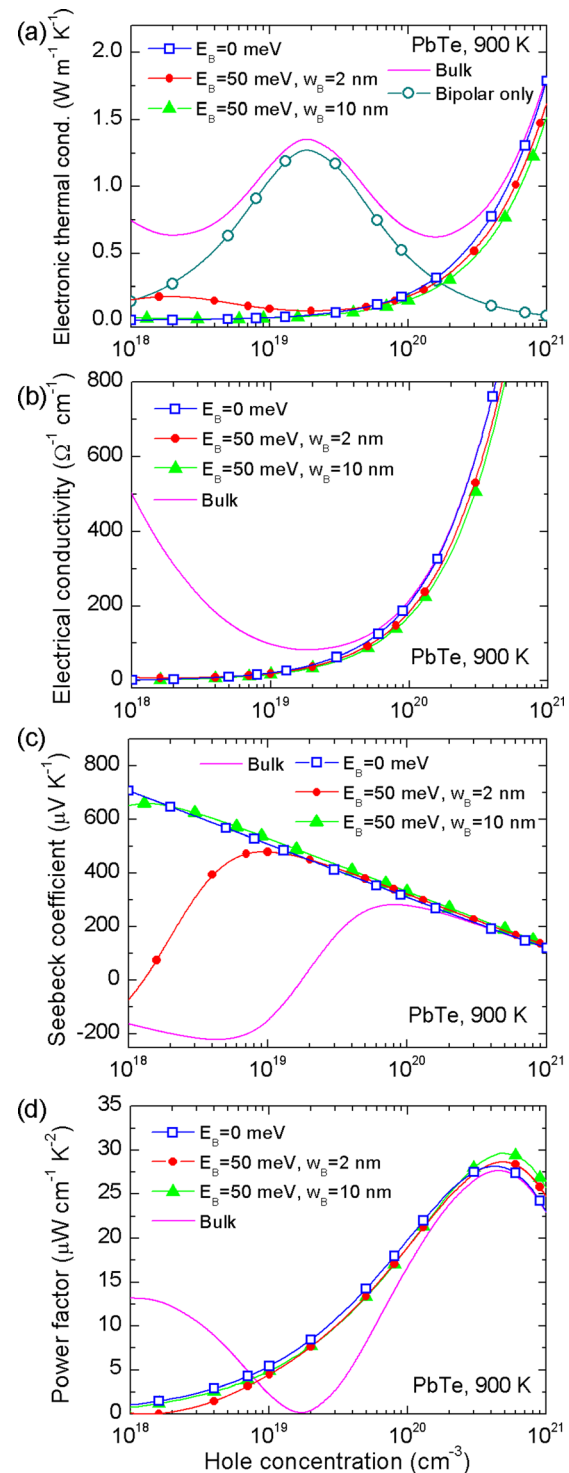 (a)
Electronic thermal cond. (W m⁻¹ K⁻¹)
2.0
1.5
1.0
0.5
0.0
E_B=0 meV
E_B=50 meV, w_B=2 nm
E_B=50 meV, w_B=10 nm
PbTe, 900 K
Bulk
Bipolar only
10¹⁸ 10¹⁹ 10²⁰ 10²¹
(b)
Electrical conductivity (Ω⁻¹ cm⁻¹)
800
600
400
200
0
E_B=0 meV
E_B=50 meV, w_B=2 nm
E_B=50 meV, w_B=10 nm
Bulk
PbTe, 900 K
10¹⁸ 10¹⁹ 10²⁰ 10²¹
(c)
Seebeck coefficient (μV K⁻¹)
800
600
400
200
0
-200
Bulk
E_B=0 meV
E_B=50 meV, w_B=2 nm
E_B=50 meV, w_B=10 nm
PbTe, 900 K
10¹⁸ 10¹⁹ 10²⁰ 10²¹
(d)
Power factor (μW cm⁻¹ K⁻²)
35
30
25
20
15
10
5
0
E_B=0 meV
E_B=50 meV, w_B=2 nm
E_B=50 meV, w_B=10 nm
Bulk
PbTe, 900 K
10¹⁸ 10¹⁹ 10²⁰ 10²¹
Hole concentration (cm⁻³)